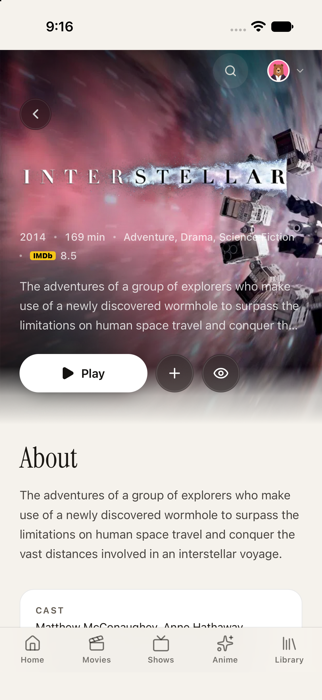 9:16
INTERSTELLAR
2014 • 169 min • Adventure, Drama, Science Fiction
• IMDb 8.5
The adventures of a group of explorers who make
use of a newly discovered wormhole to surpass the
limitations on human space travel and conquer th...
Play
About
The adventures of a group of explorers who make
use of a newly discovered wormhole to surpass the
limitations on human space travel and conquer the
vast distances involved in an interstellar voyage.
CAST
Matthew McConaughey, Anne Hathaway
Home Movies Shows Anime Library